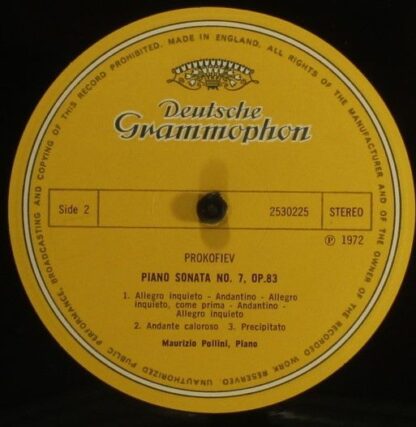 MADE IN ENGLAND. ALL RIGHTS OF THE MANUFACTURER AND OF THE OWNER OF THE RECORDED WORK RESERVED. UNAUTHORIZED PUBLIC PERFORMANCE, BROADCASTING AND COPYING OF THIS RECORD PROHIBITED.
Deutsche
Grammophon
Side 2
2530225
STEREO
℗ 1972
PROKOFIEV
PIANO SONATA NO. 7, OP.83
1. Allegro inquieto - Andantino - Allegro
inquieto, come prima - Andantino -
Allegro inquieto
2. Andante caloroso 3. Precipitato
Maurizio Pollini, Piano